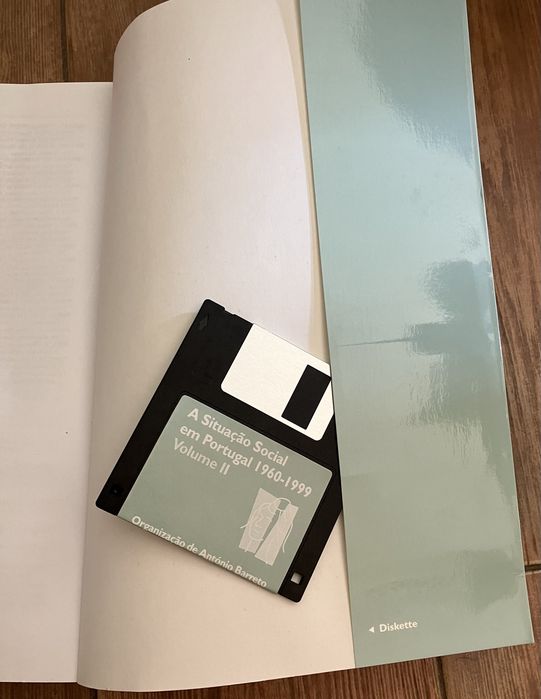 A Situação Social
em Portugal 1960-1999
Volume II
Organização de António Barreto
◄ Diskette